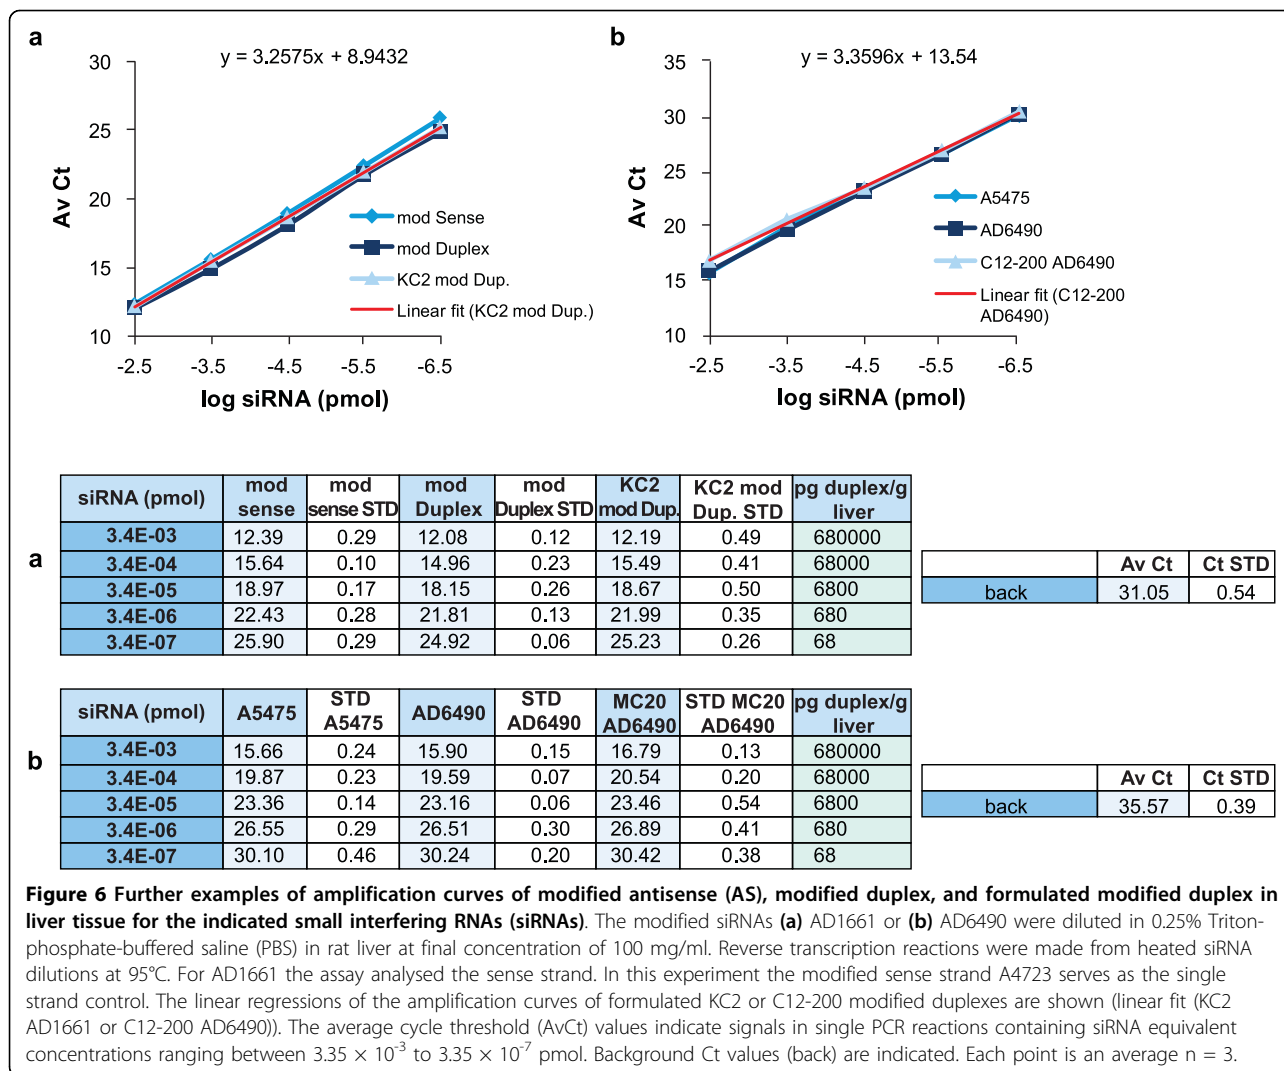 a
y = 3.2575x + 8.9432
30
25
20
15
10
Av Ct
-2.5 -3.5 -4.5 -5.5 -6.5
log siRNA (pmol)
mod Sense
mod Duplex
KC2 mod Dup.
Linear fit (KC2 mod Dup.)
b
y = 3.3596x + 13.54
35
30
25
20
15
10
Av Ct
-2.5 -3.5 -4.5 -5.5 -6.5
log siRNA (pmol)
A5475
AD6490
C12-200 AD6490
Linear fit (C12-200
AD6490)
a
siRNA (pmol) mod sense mod sense STD mod Duplex mod Duplex STD KC2 mod Dup. KC2 mod Dup. STD pg duplex/g liver
3.4E-03 12.39 0.29 12.08 0.12 12.19 0.49 680000
3.4E-04 15.64 0.10 14.96 0.23 15.49 0.41 68000
3.4E-05 18.97 0.17 18.15 0.26 18.67 0.50 6800
3.4E-06 22.43 0.28 21.81 0.13 21.99 0.35 680
3.4E-07 25.90 0.29 24.92 0.06 25.23 0.26 68
Av Ct Ct STD
back 31.05 0.54
b
siRNA (pmol) A5475 STD A5475 AD6490 STD AD6490 MC20 AD6490 STD MC20 AD6490 pg duplex/g liver
3.4E-03 15.66 0.24 15.90 0.15 16.79 0.13 680000
3.4E-04 19.87 0.23 19.59 0.07 20.54 0.20 68000
3.4E-05 23.36 0.14 23.16 0.06 23.46 0.54 6800
3.4E-06 26.55 0.29 26.51 0.30 26.89 0.41 680
3.4E-07 30.10 0.46 30.24 0.20 30.42 0.38 68
Av Ct Ct STD
back 35.57 0.39
Figure 6 Further examples of amplification curves of modified antisense (AS), modified duplex, and formulated modified duplex in
liver tissue for the indicated small interfering RNAs (siRNAs). The modified siRNAs (a) AD1661 or (b) AD6490 were diluted in 0.25% Triton-
phosphate-buffered saline (PBS) in rat liver at final concentration of 100 mg/ml. Reverse transcription reactions were made from heated siRNA
dilutions at 95°C. For AD1661 the assay analysed the sense strand. In this experiment the modified sense strand A4723 serves as the single
strand control. The linear regressions of the amplification curves of formulated KC2 or C12-200 modified duplexes are shown (linear fit (KC2
AD1661 or C12-200 AD6490)). The average cycle threshold (AvCt) values indicate signals in single PCR reactions containing siRNA equivalent
concentrations ranging between 3.35 × 10⁻³ to 3.35 × 10⁻⁷ pmol. Background Ct values (back) are indicated. Each point is an average n = 3.